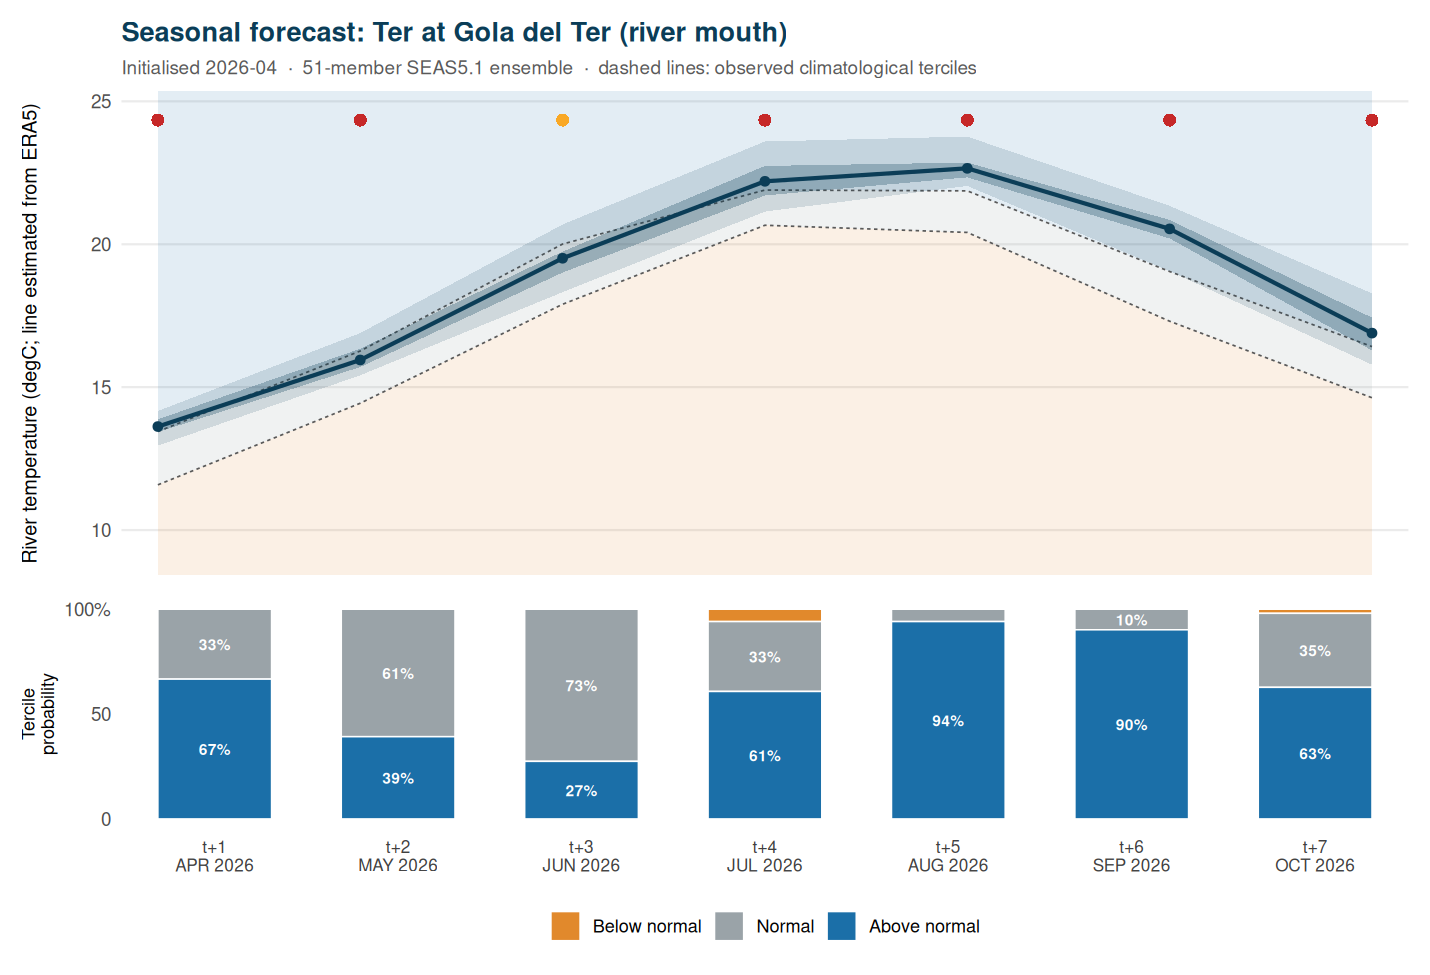 Seasonal forecast: Ter at Gola del Ter (river mouth)
Initialised 2026-04 · 51-member SEAS5.1 ensemble · dashed lines: observed climatological terciles
River temperature (degC; line estimated from ERA5)
25
20
15
10
Tercile
probability
100%
50
0
33%
67%
61%
39%
73%
27%
33%
61%
94%
10%
90%
35%
63%
t+1
APR 2026
t+2
MAY 2026
t+3
JUN 2026
t+4
JUL 2026
t+5
AUG 2026
t+6
SEP 2026
t+7
OCT 2026
Below normal
Normal
Above normal